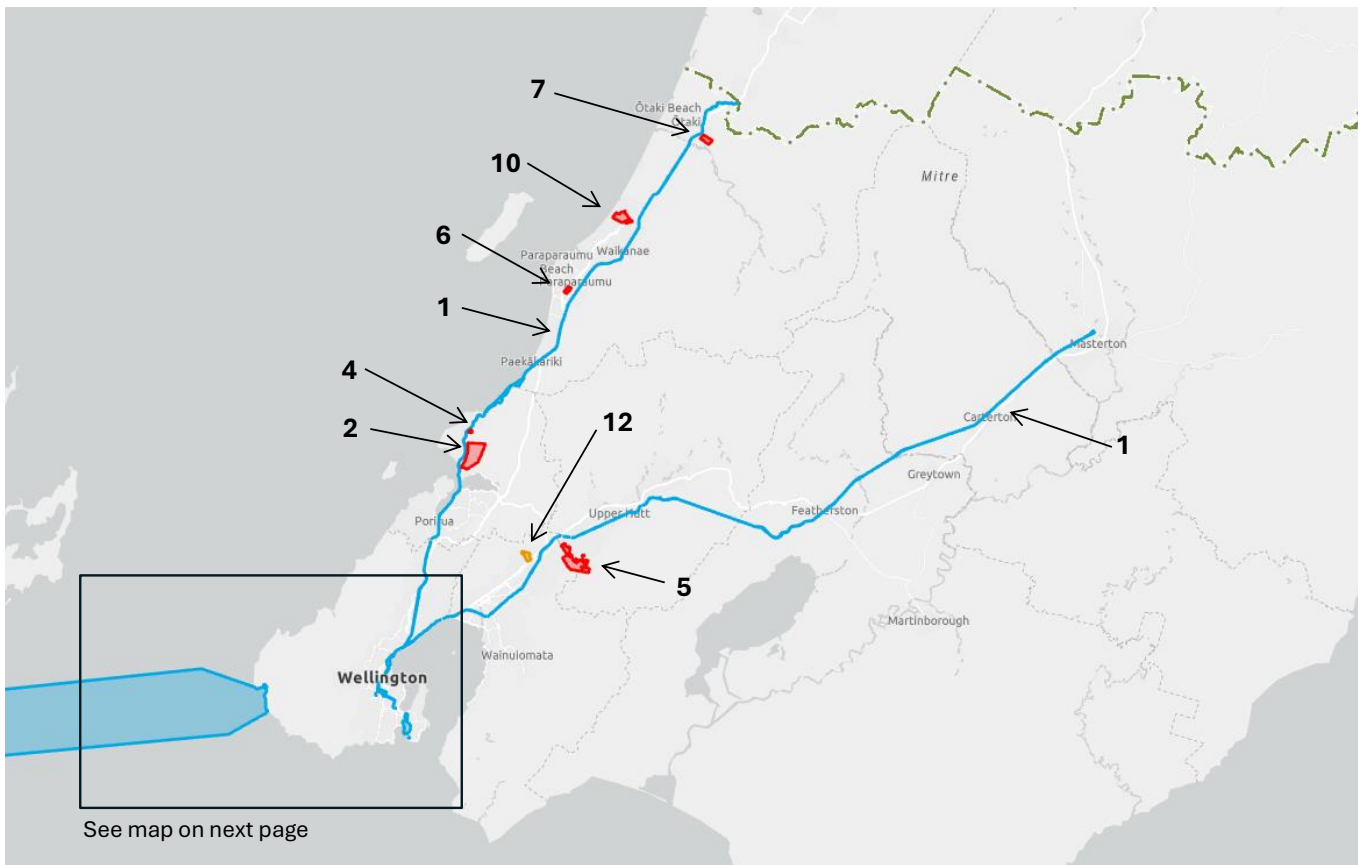 7
Ōtaki Beach
Ōtaki
10
Mitre
6
Paraparaumu
Beach
Waikanae
Paraparaumu
1
Masterton
Paekākāriki
4
12
2
Carterton
1
Greytown
Upper Hutt
Featherston
Porirua
5
Martinborough
Wainuiomata
Wellington
See map on next page